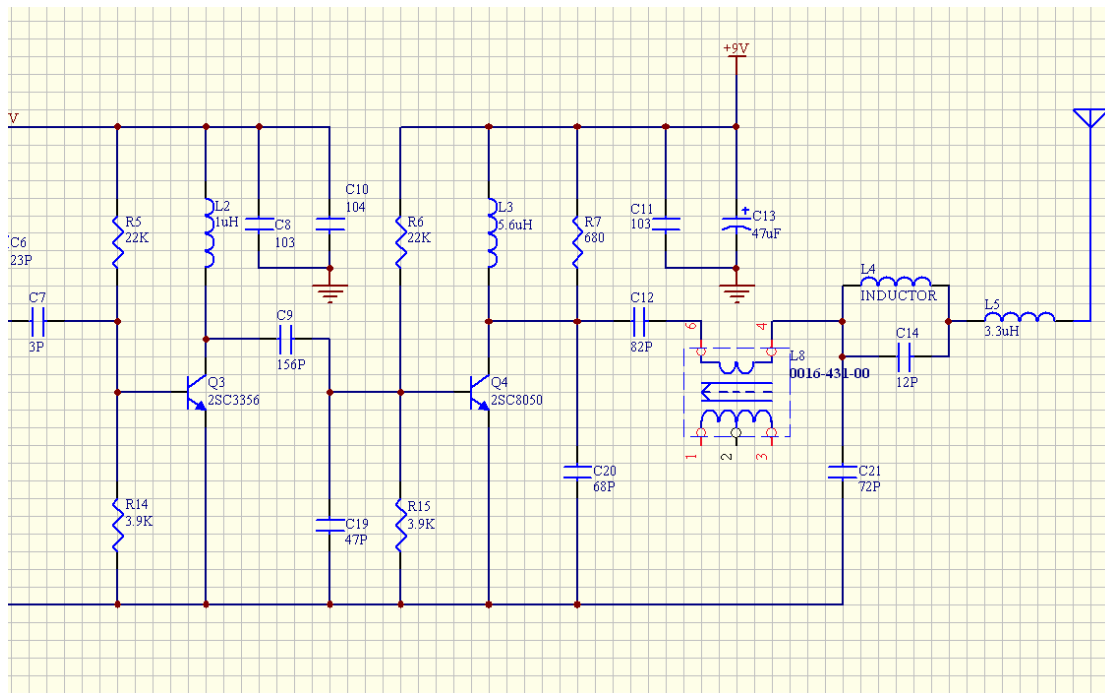 +9V
V
C10
104
L2
1uH
C8
103
R5
22K
R6
22K
L3
5.6uH
R7
680
C11
103
+
C13
47uF
C6
23P
L4
INDUCTOR
L5
3.3uH
C7
3P
C9
156P
C12
82P
6
4
C14
12P
L8
0016-431-00
Q3
2SC3356
Q4
2SC8050
1
2
3
C20
68P
C21
72P
R14
3.9K
C19
47P
R15
3.9K